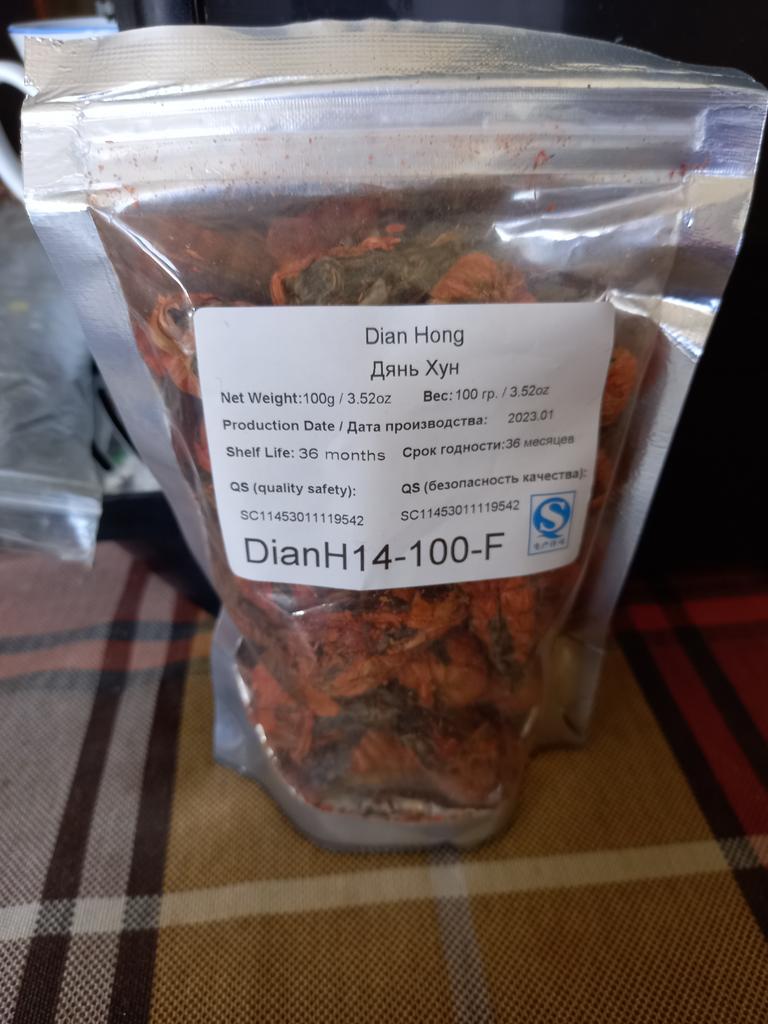 Dian Hong
Дянь Хун
Net Weight:100g / 3.52oz Вес: 100 гр. / 3.52oz
Production Date / Дата производства: 2023.01
Shelf Life: 36 months Срок годности:36 месяцев
QS (quality safety): QS (безопасность качества):
SC11453011119542 SC11453011119542
DianH14-100-F